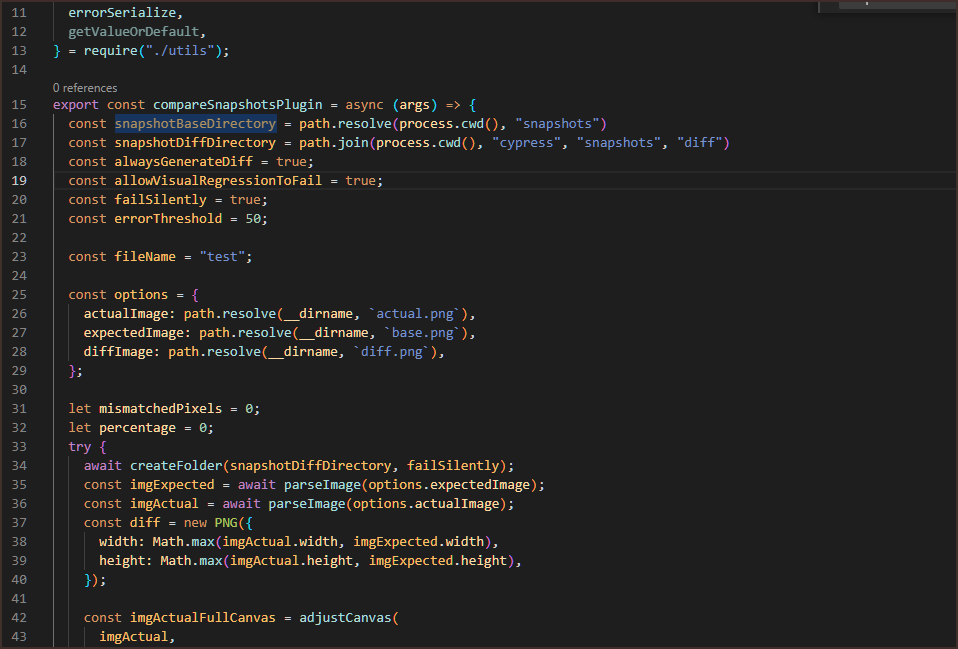 11 errorSerialize,
12 getValueOrDefault,
13 } = require("./utils");
14
0 references
15 export const compareSnapshotsPlugin = async (args) => {
16 const snapshotBaseDirectory = path.resolve(process.cwd(), "snapshots")
17 const snapshotDiffDirectory = path.join(process.cwd(), "cypress", "snapshots", "diff")
18 const alwaysGenerateDiff = true;
19 const allowVisualRegressionToFail = true;
20 const failSilently = true;
21 const errorThreshold = 50;
22
23 const fileName = "test";
24
25 const options = {
26 actualImage: path.resolve(__dirname, `actual.png`),
27 expectedImage: path.resolve(__dirname, `base.png`),
28 diffImage: path.resolve(__dirname, `diff.png`),
29 };
30
31 let mismatchedPixels = 0;
32 let percentage = 0;
33 try {
34 await createFolder(snapshotDiffDirectory, failSilently);
35 const imgExpected = await parseImage(options.expectedImage);
36 const imgActual = await parseImage(options.actualImage);
37 const diff = new PNG({
38 width: Math.max(imgActual.width, imgExpected.width),
39 height: Math.max(imgActual.height, imgExpected.height),
40 });
41
42 const imgActualFullCanvas = adjustCanvas(
43 imgActual,